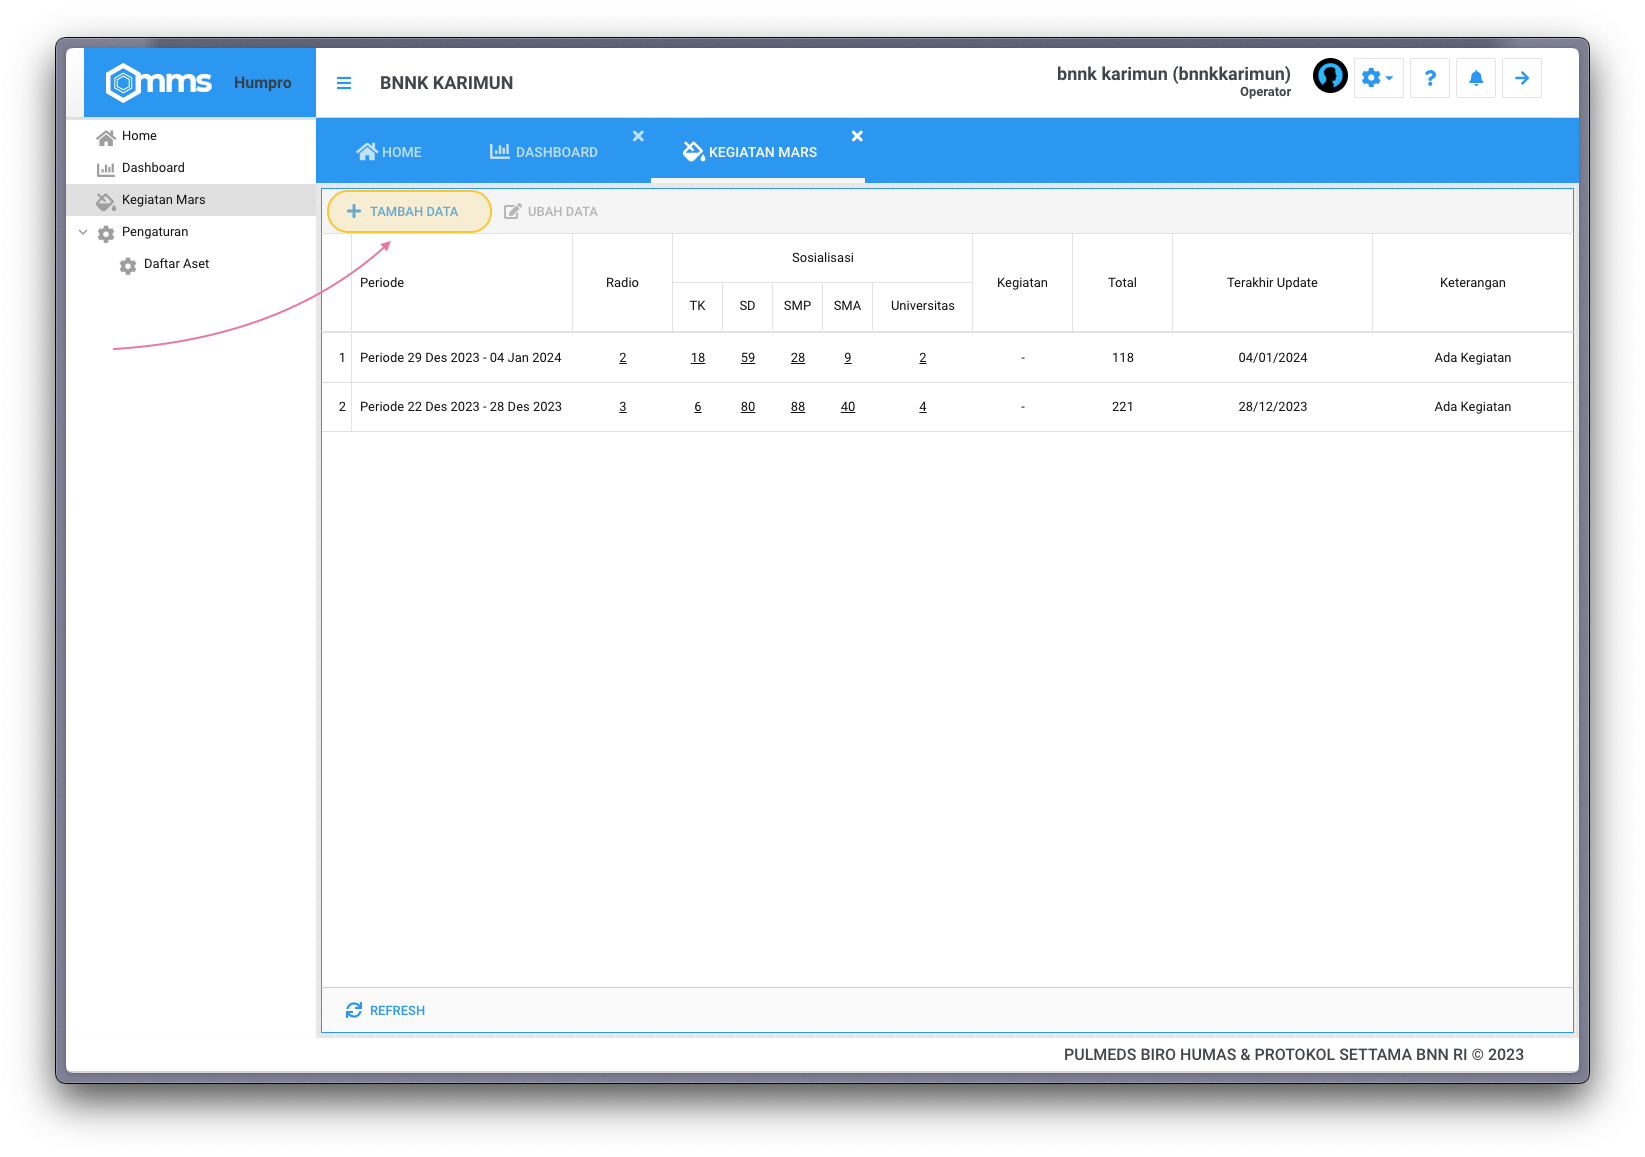 mms Humpro
BNNK KARIMUN
bnnk karimun (bnnkkarimun)
Operator
?
Home
Dashboard
Kegiatan Mars
Pengaturan
Daftar Aset
HOME
DASHBOARD
KEGIATAN MARS
TAMBAH DATA
UBAH DATA
Periode Radio Sosialisasi Kegiatan Total Terakhir Update Keterangan
TK SD SMP SMA Universitas
1 Periode 29 Des 2023 - 04 Jan 2024 2 18 59 28 9 2 - 118 04/01/2024 Ada Kegiatan
2 Periode 22 Des 2023 - 28 Des 2023 3 6 80 88 40 4 - 221 28/12/2023 Ada Kegiatan
REFRESH
PULMEDS BIRO HUMAS & PROTOKOL SETTAMA BNN RI © 2023